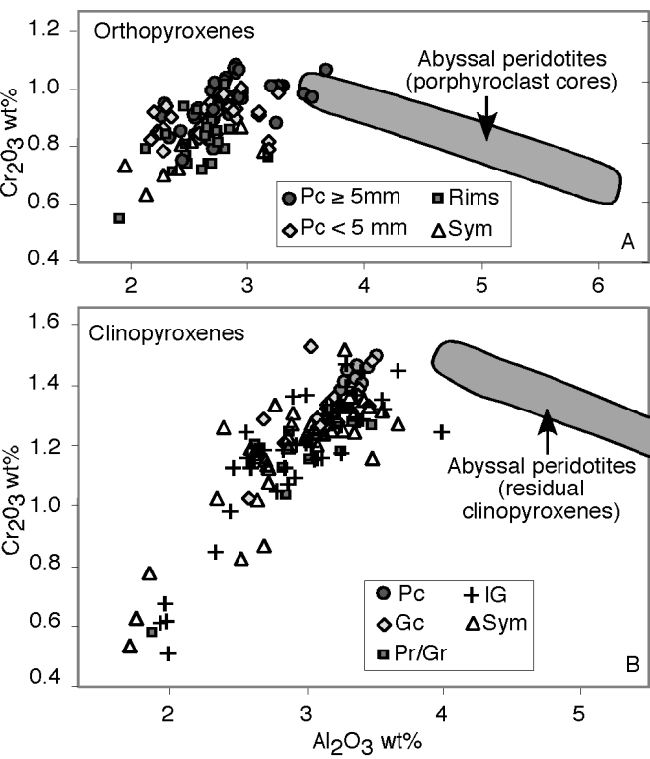 Orthopyroxenes
Abyssal peridotites
(porphyroclast cores)
Cr2O3 wt%
1.2
1.0
0.8
0.6
0.4
Pc ≥ 5mm
Rims
Pc < 5 mm
Sym
A
2 3 4 5 6
Clinopyroxenes
Abyssal peridotites
(residual
clinopyroxenes)
Cr2O3 wt%
1.6
1.4
1.2
1.0
0.8
0.6
0.4
Pc
IG
Gc
Sym
Pr/Gr
B
2 3 4 5
Al2O3 wt%